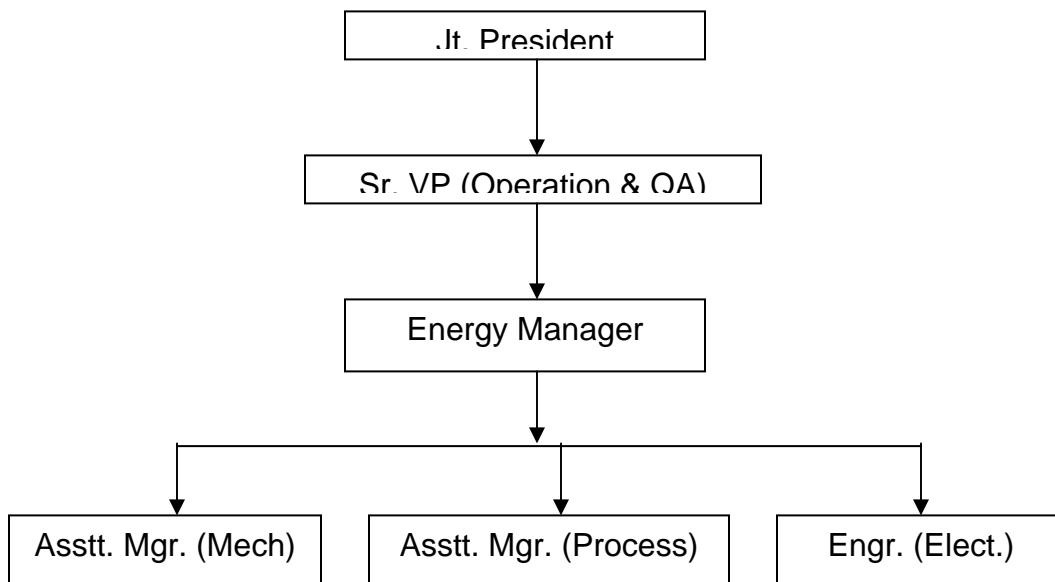 Jt. President
Sr. VP (Operation & QA)
Energy Manager
Asstt. Mgr. (Mech)
Asstt. Mgr. (Process)
Engr. (Elect.)